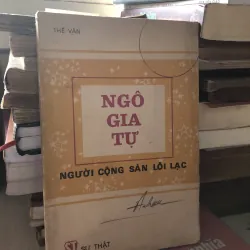 THẾ VĂN
NGÔ
GIA
TỰ
NGƯỜI CỘNG SẢN LỖI LẠC
SỰ THẬT